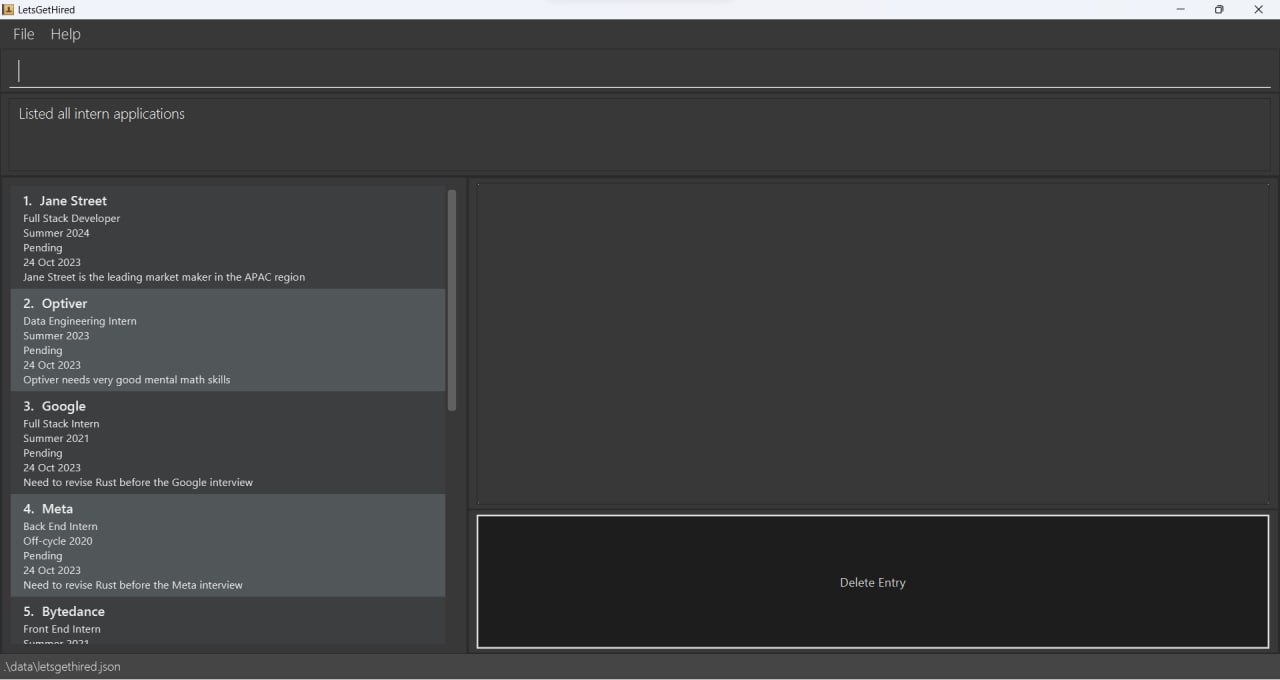 LetsGetHired
File Help
Listed all intern applications
1. Jane Street
Full Stack Developer
Summer 2024
Pending
24 Oct 2023
Jane Street is the leading market maker in the APAC region
2. Optiver
Data Engineering Intern
Summer 2023
Pending
24 Oct 2023
Optiver needs very good mental math skills
3. Google
Full Stack Intern
Summer 2021
Pending
24 Oct 2023
Need to revise Rust before the Google interview
4. Meta
Back End Intern
Off-cycle 2020
Pending
24 Oct 2023
Need to revise Rust before the Meta interview
5. Bytedance
Front End Intern
Summer 2021
Delete Entry
.\data\letsgethired.json